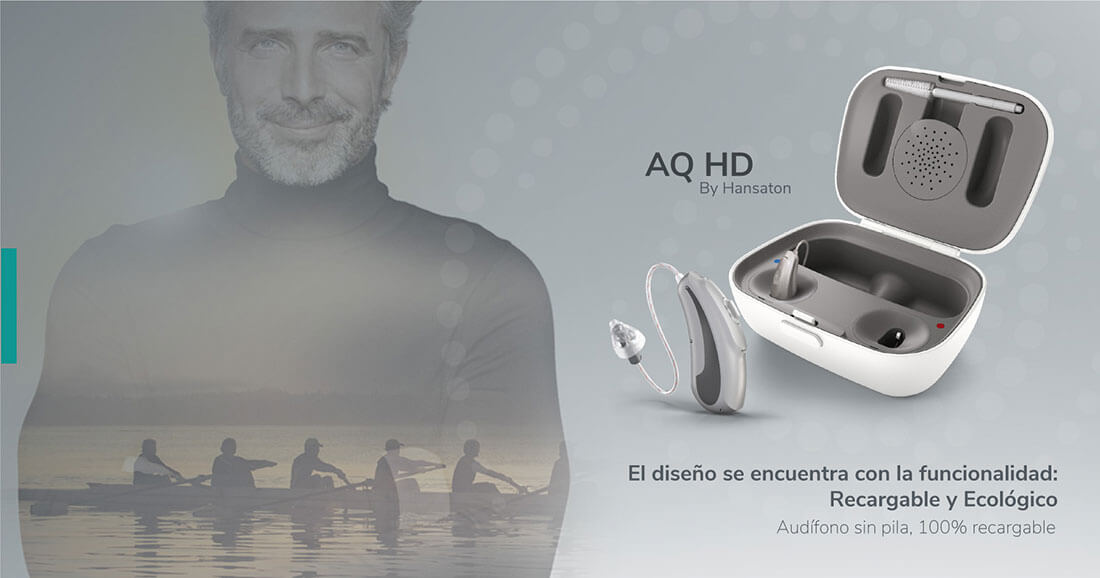 AQ HD
By Hansaton
El diseño se encuentra con la funcionalidad:
Recargable y Ecológico
Audífono sin pila, 100% recargable